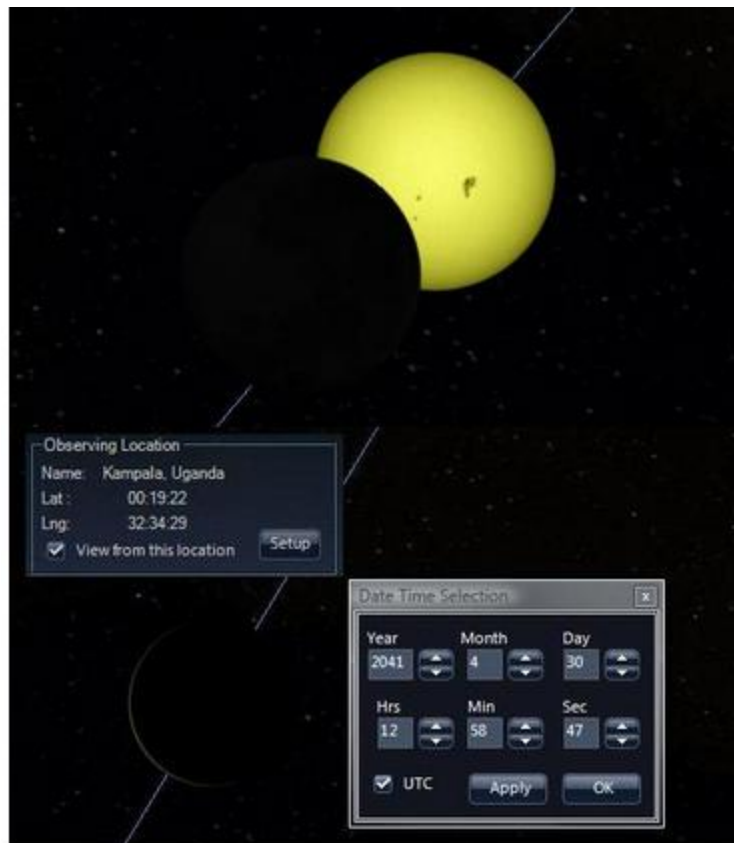 Observing Location
Name: Kampala, Uganda
Lat : 00:19:22
Lng: 32:34:29
View from this location
Setup
Date Time Selection
x
Year Month Day
2041 4 30
Hrs Min Sec
12 58 47
UTC Apply OK